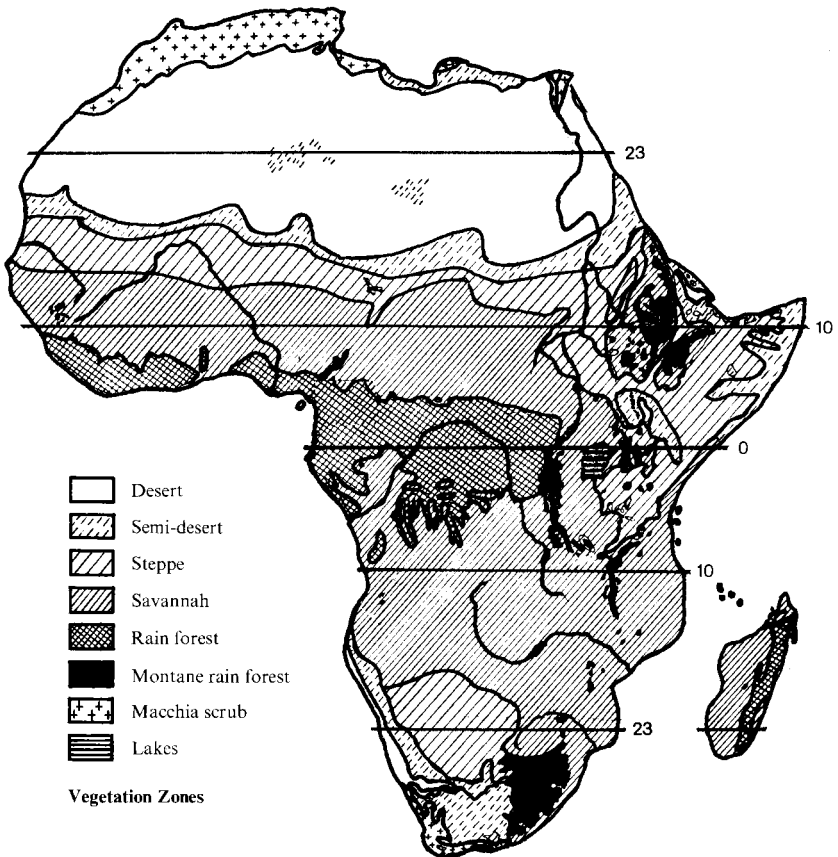 23
10
0
10
23
Desert
Semi-desert
Steppe
Savannah
Rain forest
Montane rain forest
Macchia scrub
Lakes
Vegetation Zones